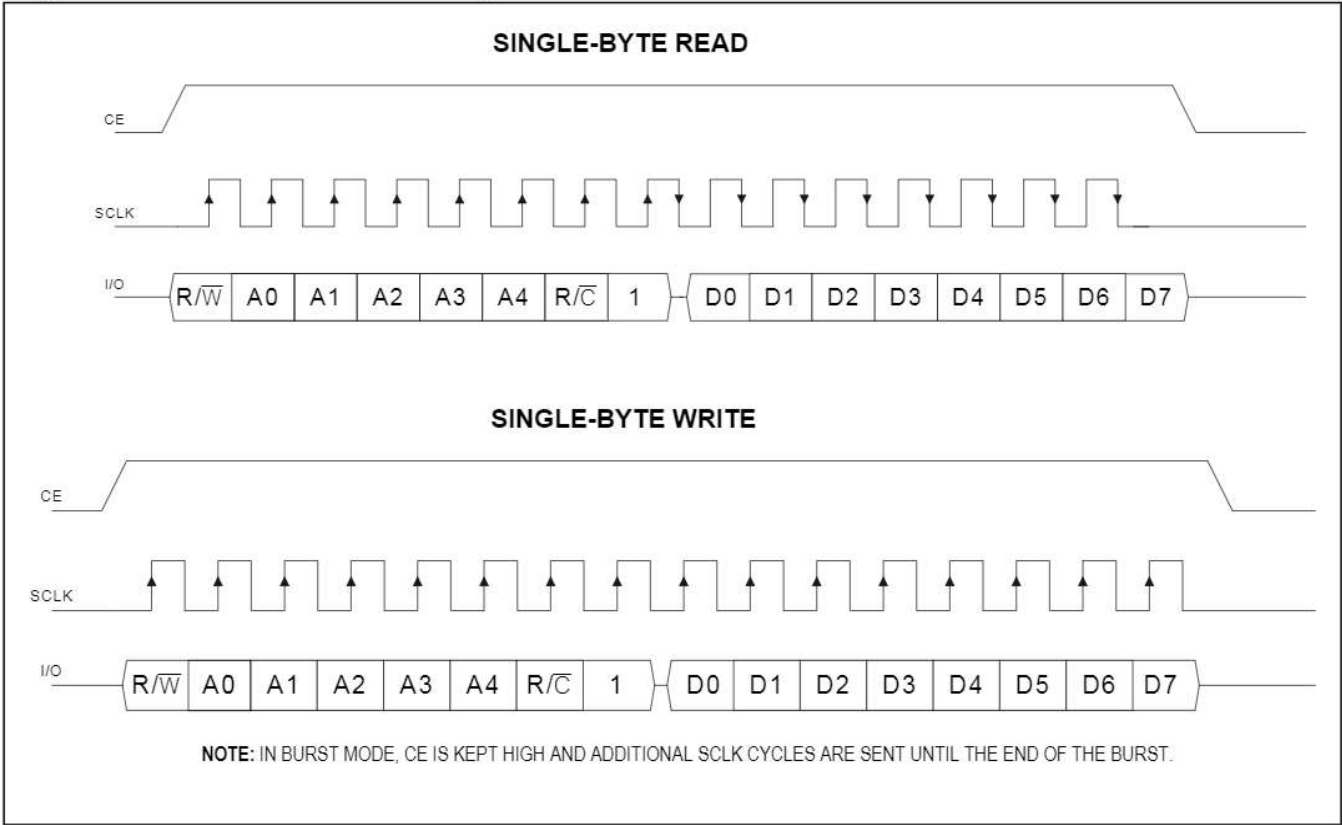 SINGLE-BYTE READ
CE
SCLK
I/O R/W̅ A0 A1 A2 A3 A4 R/C̅ 1 D0 D1 D2 D3 D4 D5 D6 D7
SINGLE-BYTE WRITE
CE
SCLK
I/O R/W̅ A0 A1 A2 A3 A4 R/C̅ 1 D0 D1 D2 D3 D4 D5 D6 D7
NOTE: IN BURST MODE, CE IS KEPT HIGH AND ADDITIONAL SCLK CYCLES ARE SENT UNTIL THE END OF THE BURST.